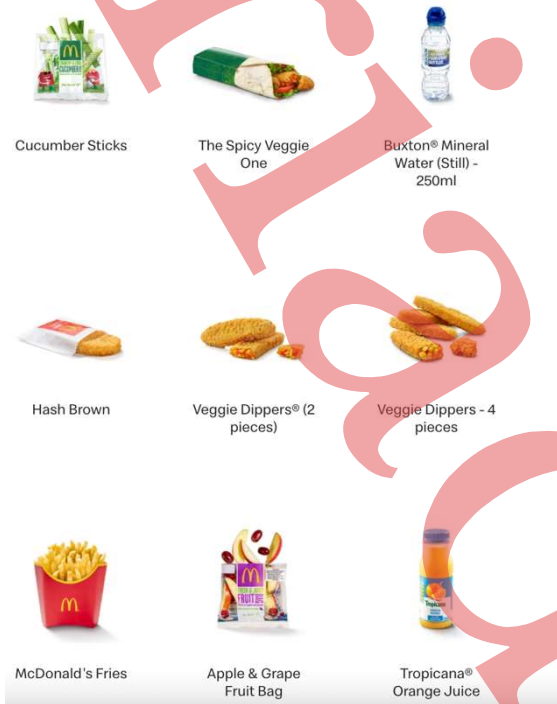 Cucumber Sticks
The Spicy Veggie
One
Buxton® Mineral
Water (Still) -
250ml
Hash Brown
Veggie Dippers® (2
pieces)
Veggie Dippers - 4
pieces
McDonald's Fries
Apple & Grape
Fruit Bag
Tropicana®
Orange Juice